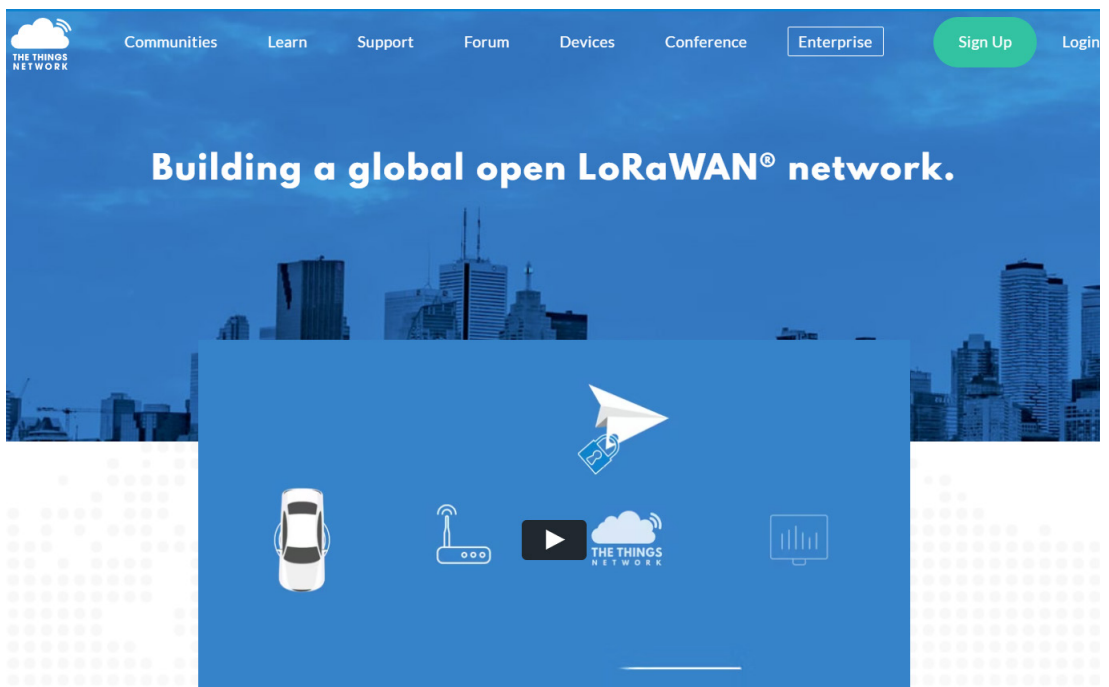 THE THINGS
NETWORK
Communities Learn Support Forum Devices Conference Enterprise Sign Up Login
Building a global open LoRaWAN® network.
THE THINGS
NETWORK